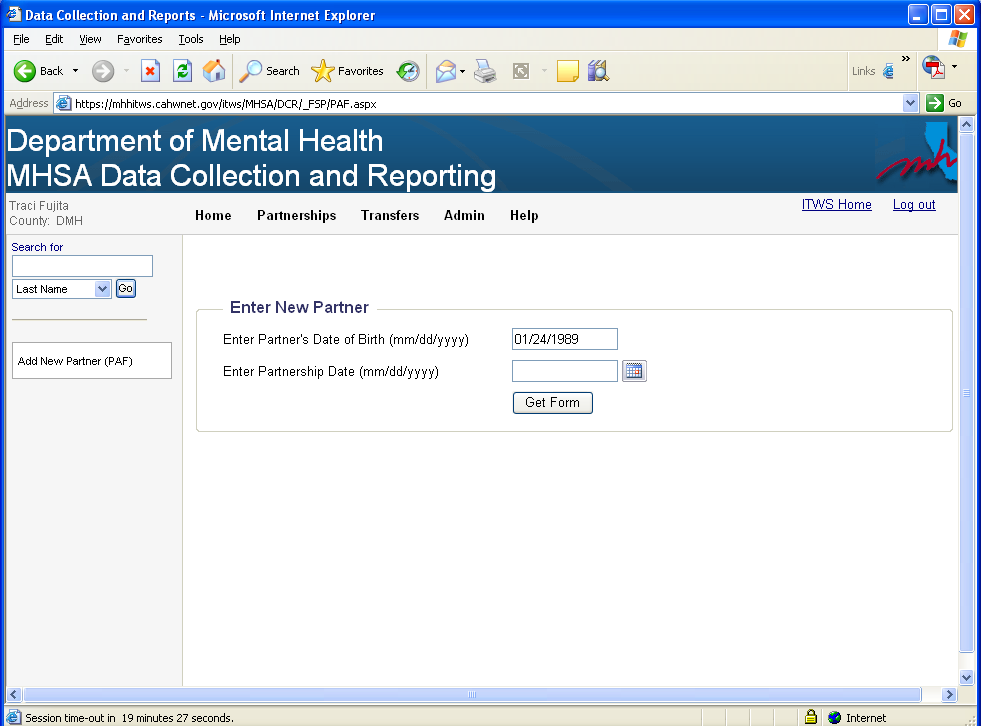 Data Collection and Reports - Microsoft Internet Explorer
File Edit View Favorites Tools Help
Back Search Favorites Links »
Address https://mhhitws.cahwnet.gov/itws/MHSA/DCR/_FSP/PAF.aspx Go
Department of Mental Health
MHSA Data Collection and Reporting
mh
Traci Fujita
County: DMH
Home Partnerships Transfers Admin Help
ITWS Home Log out
Search for
Last Name Go
Add New Partner (PAF)
Enter New Partner
Enter Partner's Date of Birth (mm/dd/yyyy) 01/24/1989
Enter Partnership Date (mm/dd/yyyy)
Get Form
Session time-out in 19 minutes 27 seconds. Internet